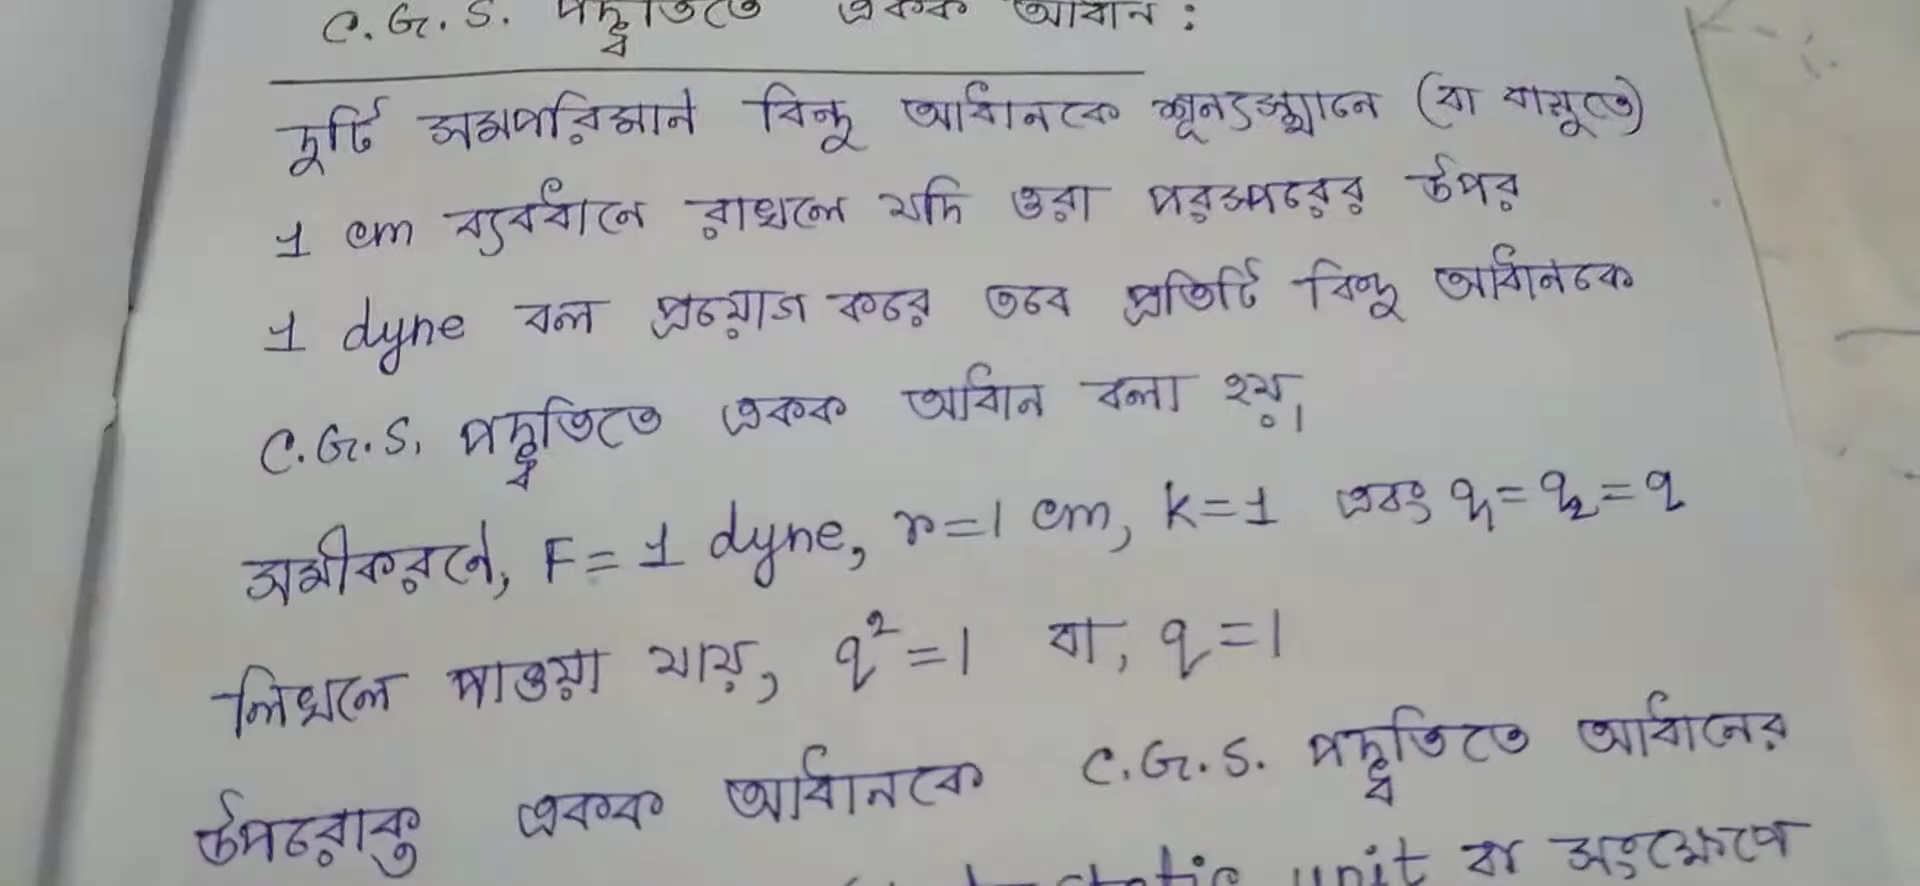 C.G.S. পদ্ধতিতে একক আধান :
দুটি সমপরিমান বিন্দু আধানকে শূন্যস্থানে (বা বায়ুতে)
1 cm ব্যবধানে রাখলে যদি ওরা পরস্পরের উপর
1 dyne বল প্রয়োগ করে তবে প্রতিটি বিন্দু আধানকে
C.G.S. পদ্ধতিতে একক আধান বলা হয়।
সমীকরনে, F = 1 dyne, r = 1 cm, K = 1 এবং q₁ = q₂ = q
লিখলে পাওয়া যায়, q² = 1 বা, q = 1
উপরোক্ত একক আধানকে C.G.S. পদ্ধতিতে আধানের
unit বা সংক্ষেপে